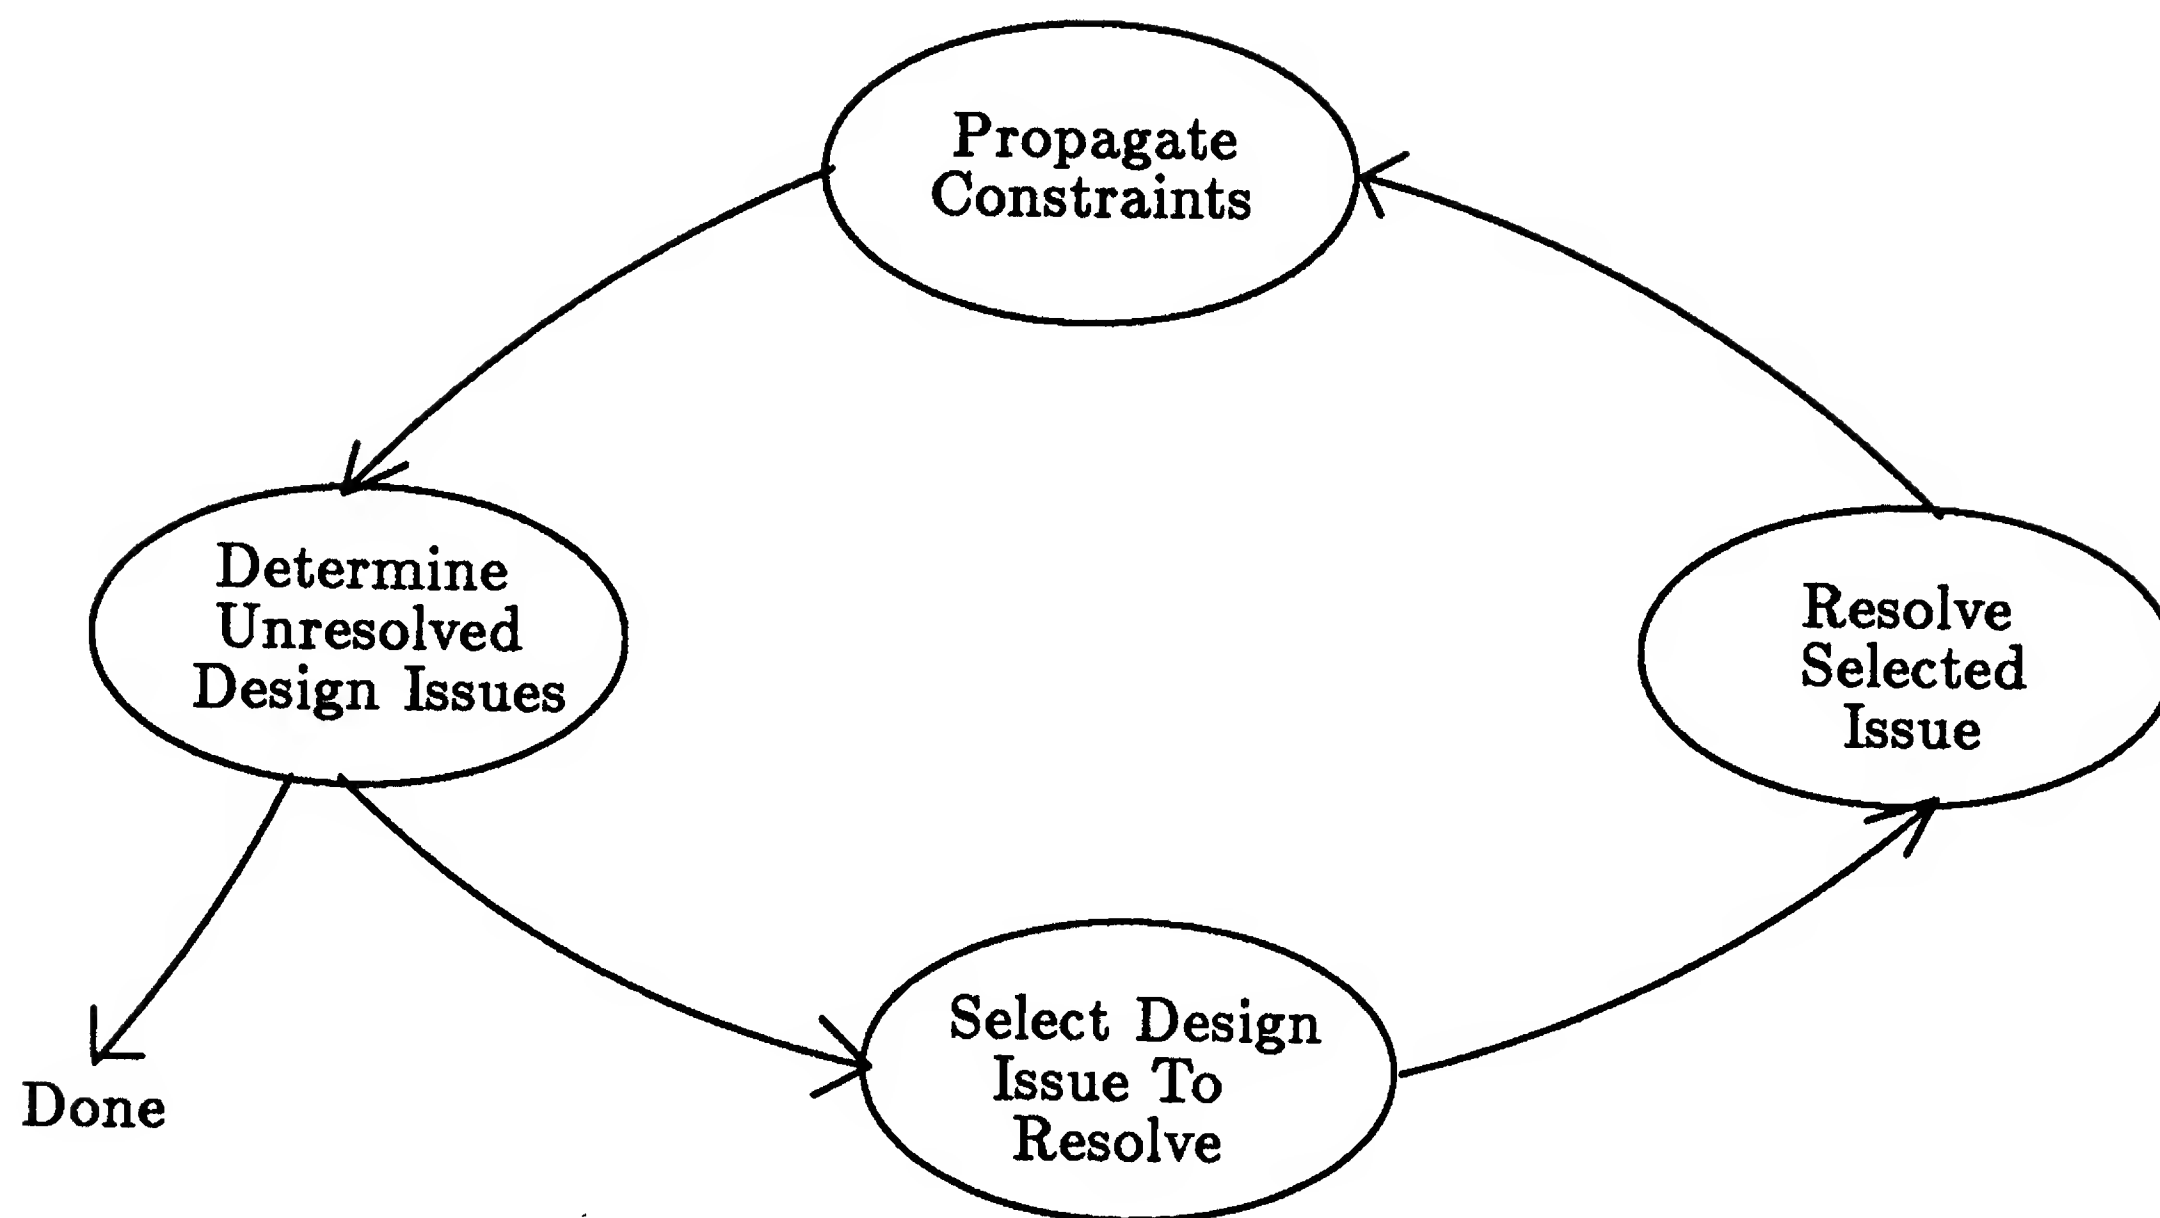 Propagate
Constraints
Determine
Unresolved
Design Issues
Resolve
Selected
Issue
Select Design
Issue To
Resolve
Done